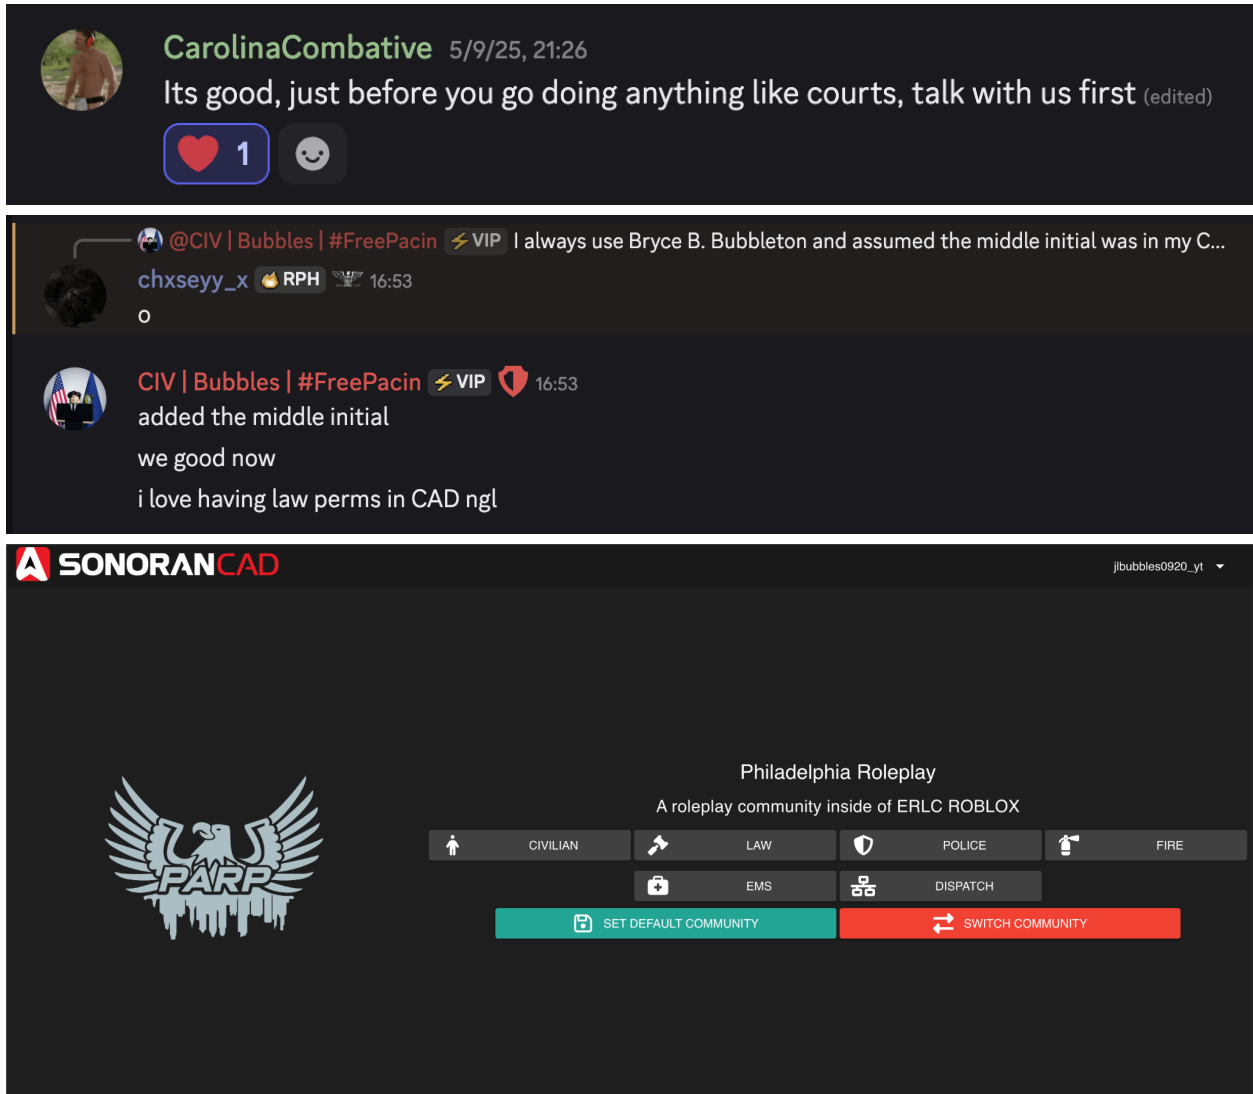 CarolinaCombative 5/9/25, 21:26
Its good, just before you go doing anything like courts, talk with us first (edited)
1
@CIV | Bubbles | #FreePacin VIP I always use Bryce B. Bubbleton and assumed the middle initial was in my C...
chxseyy_x RPH 16:53
o
CIV | Bubbles | #FreePacin VIP 16:53
added the middle initial
we good now
i love having law perms in CAD ngl
SONORANCAD
jlbubbles0920_yt
Philadelphia Roleplay
A roleplay community inside of ERLC ROBLOX
PARP
CIVILIAN LAW POLICE FIRE
EMS DISPATCH
SET DEFAULT COMMUNITY SWITCH COMMUNITY